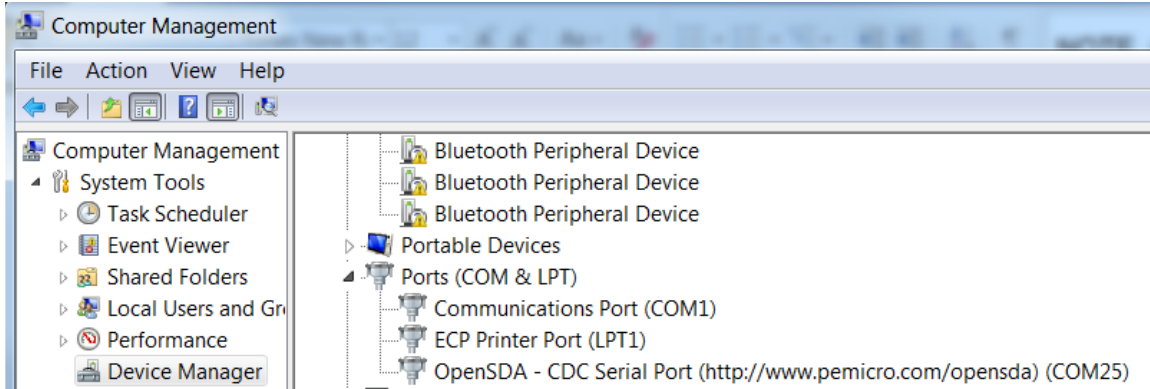 Computer Management
File Action View Help
Computer Management
System Tools
Task Scheduler
Event Viewer
Shared Folders
Local Users and Gr
Performance
Device Manager
Bluetooth Peripheral Device
Bluetooth Peripheral Device
Bluetooth Peripheral Device
Portable Devices
Ports (COM & LPT)
Communications Port (COM1)
ECP Printer Port (LPT1)
OpenSDA - CDC Serial Port (http://www.pemicro.com/opensda) (COM25)